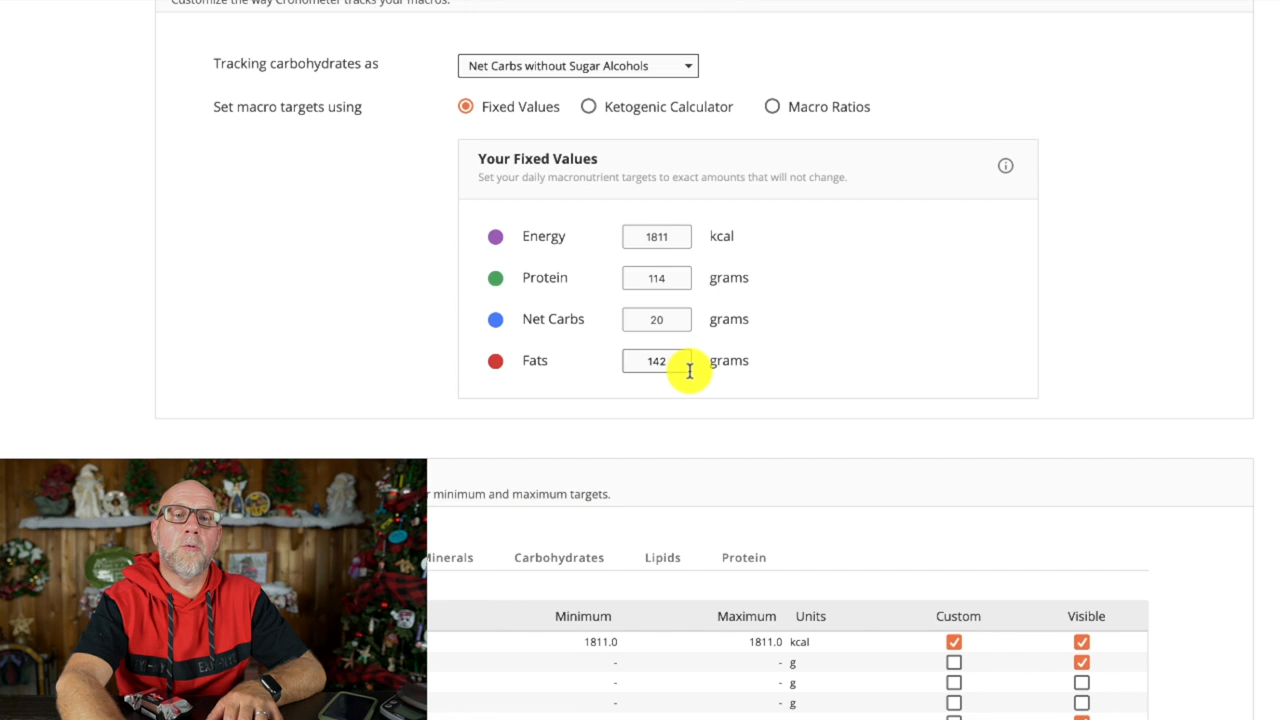 Customize the way Cronometer tracks your macros.
Tracking carbohydrates as
Net Carbs without Sugar Alcohols
Set macro targets using
Fixed Values
Ketogenic Calculator
Macro Ratios
Your Fixed Values
Set your daily macronutrient targets to exact amounts that will not change.
Energy 1811 kcal
Protein 114 grams
Net Carbs 20 grams
Fats 142 grams
minimum and maximum targets.
Carbohydrates Lipids Protein
Minimum Maximum Units Custom Visible
1811.0 1811.0 kcal
- - g
- - g
- - g